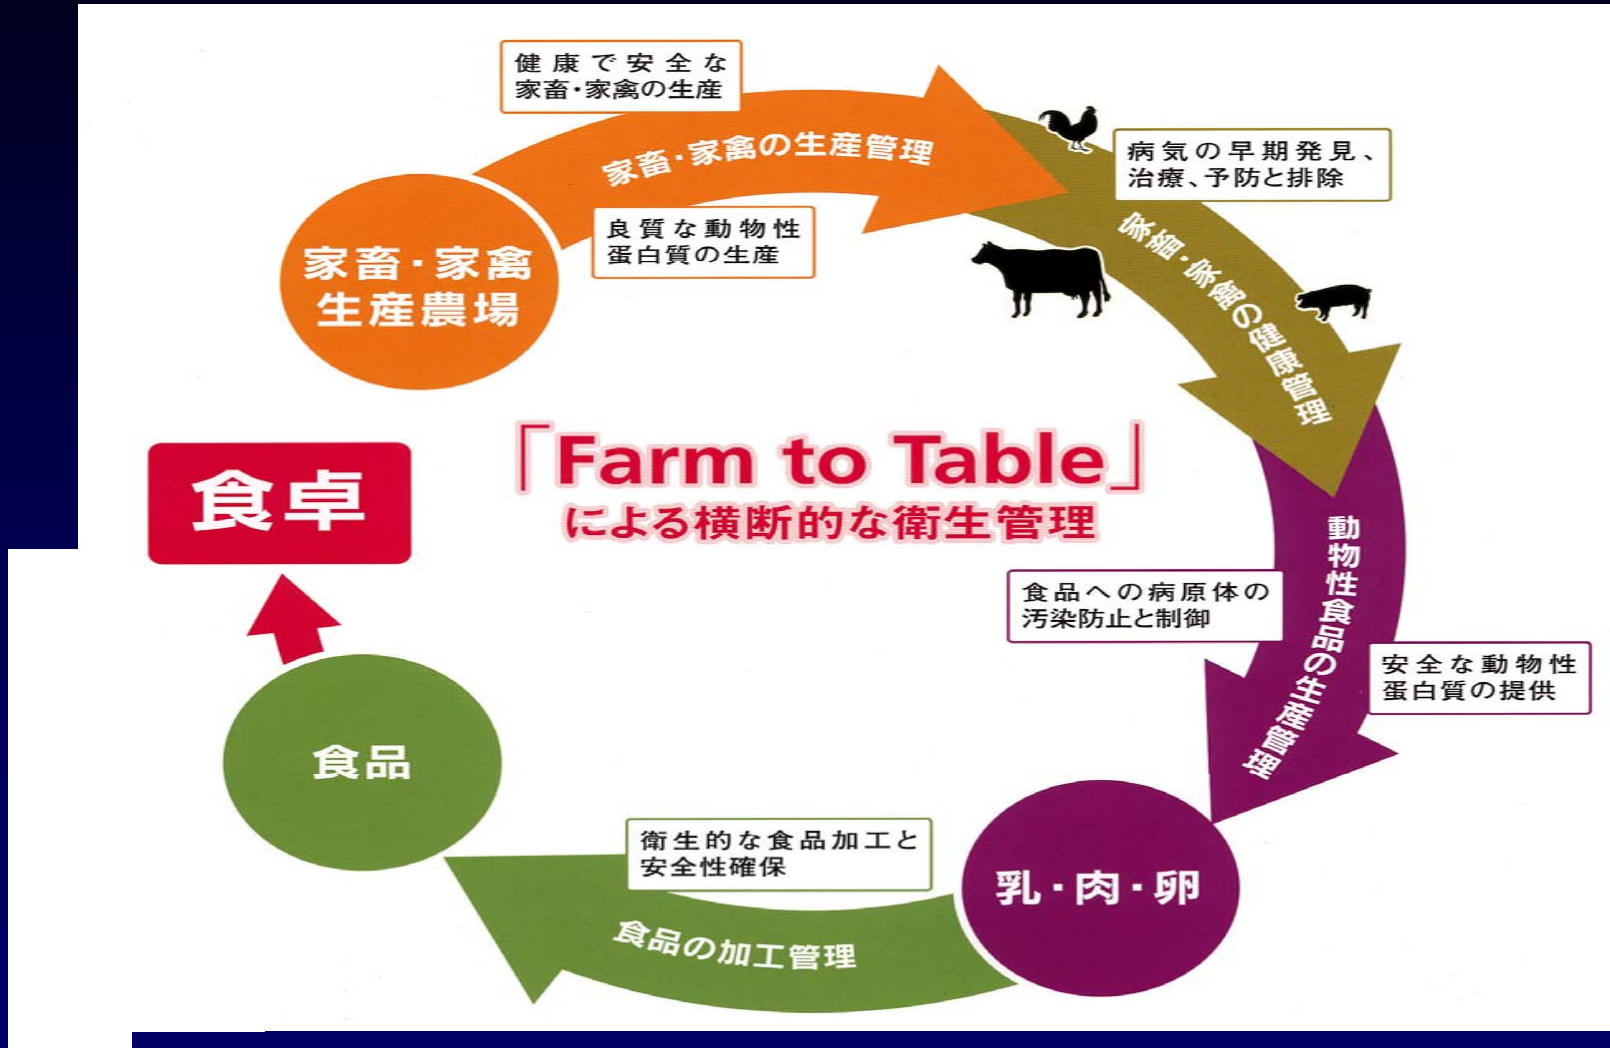 健康で安全な
家畜・家禽の生産
家畜・家禽の生産管理
良質な動物性
蛋白質の生産
家畜・家禽
生産農場
病気の早期発見、
治療、予防と排除
家畜・家禽の健康管理
「Farm to Table」
による横断的な衛生管理
食卓
動物性食品の生産管理
食品への病原体の
汚染防止と制御
安全な動物性
蛋白質の提供
乳・肉・卵
衛生的な食品加工と
安全性確保
食品の加工管理
食品